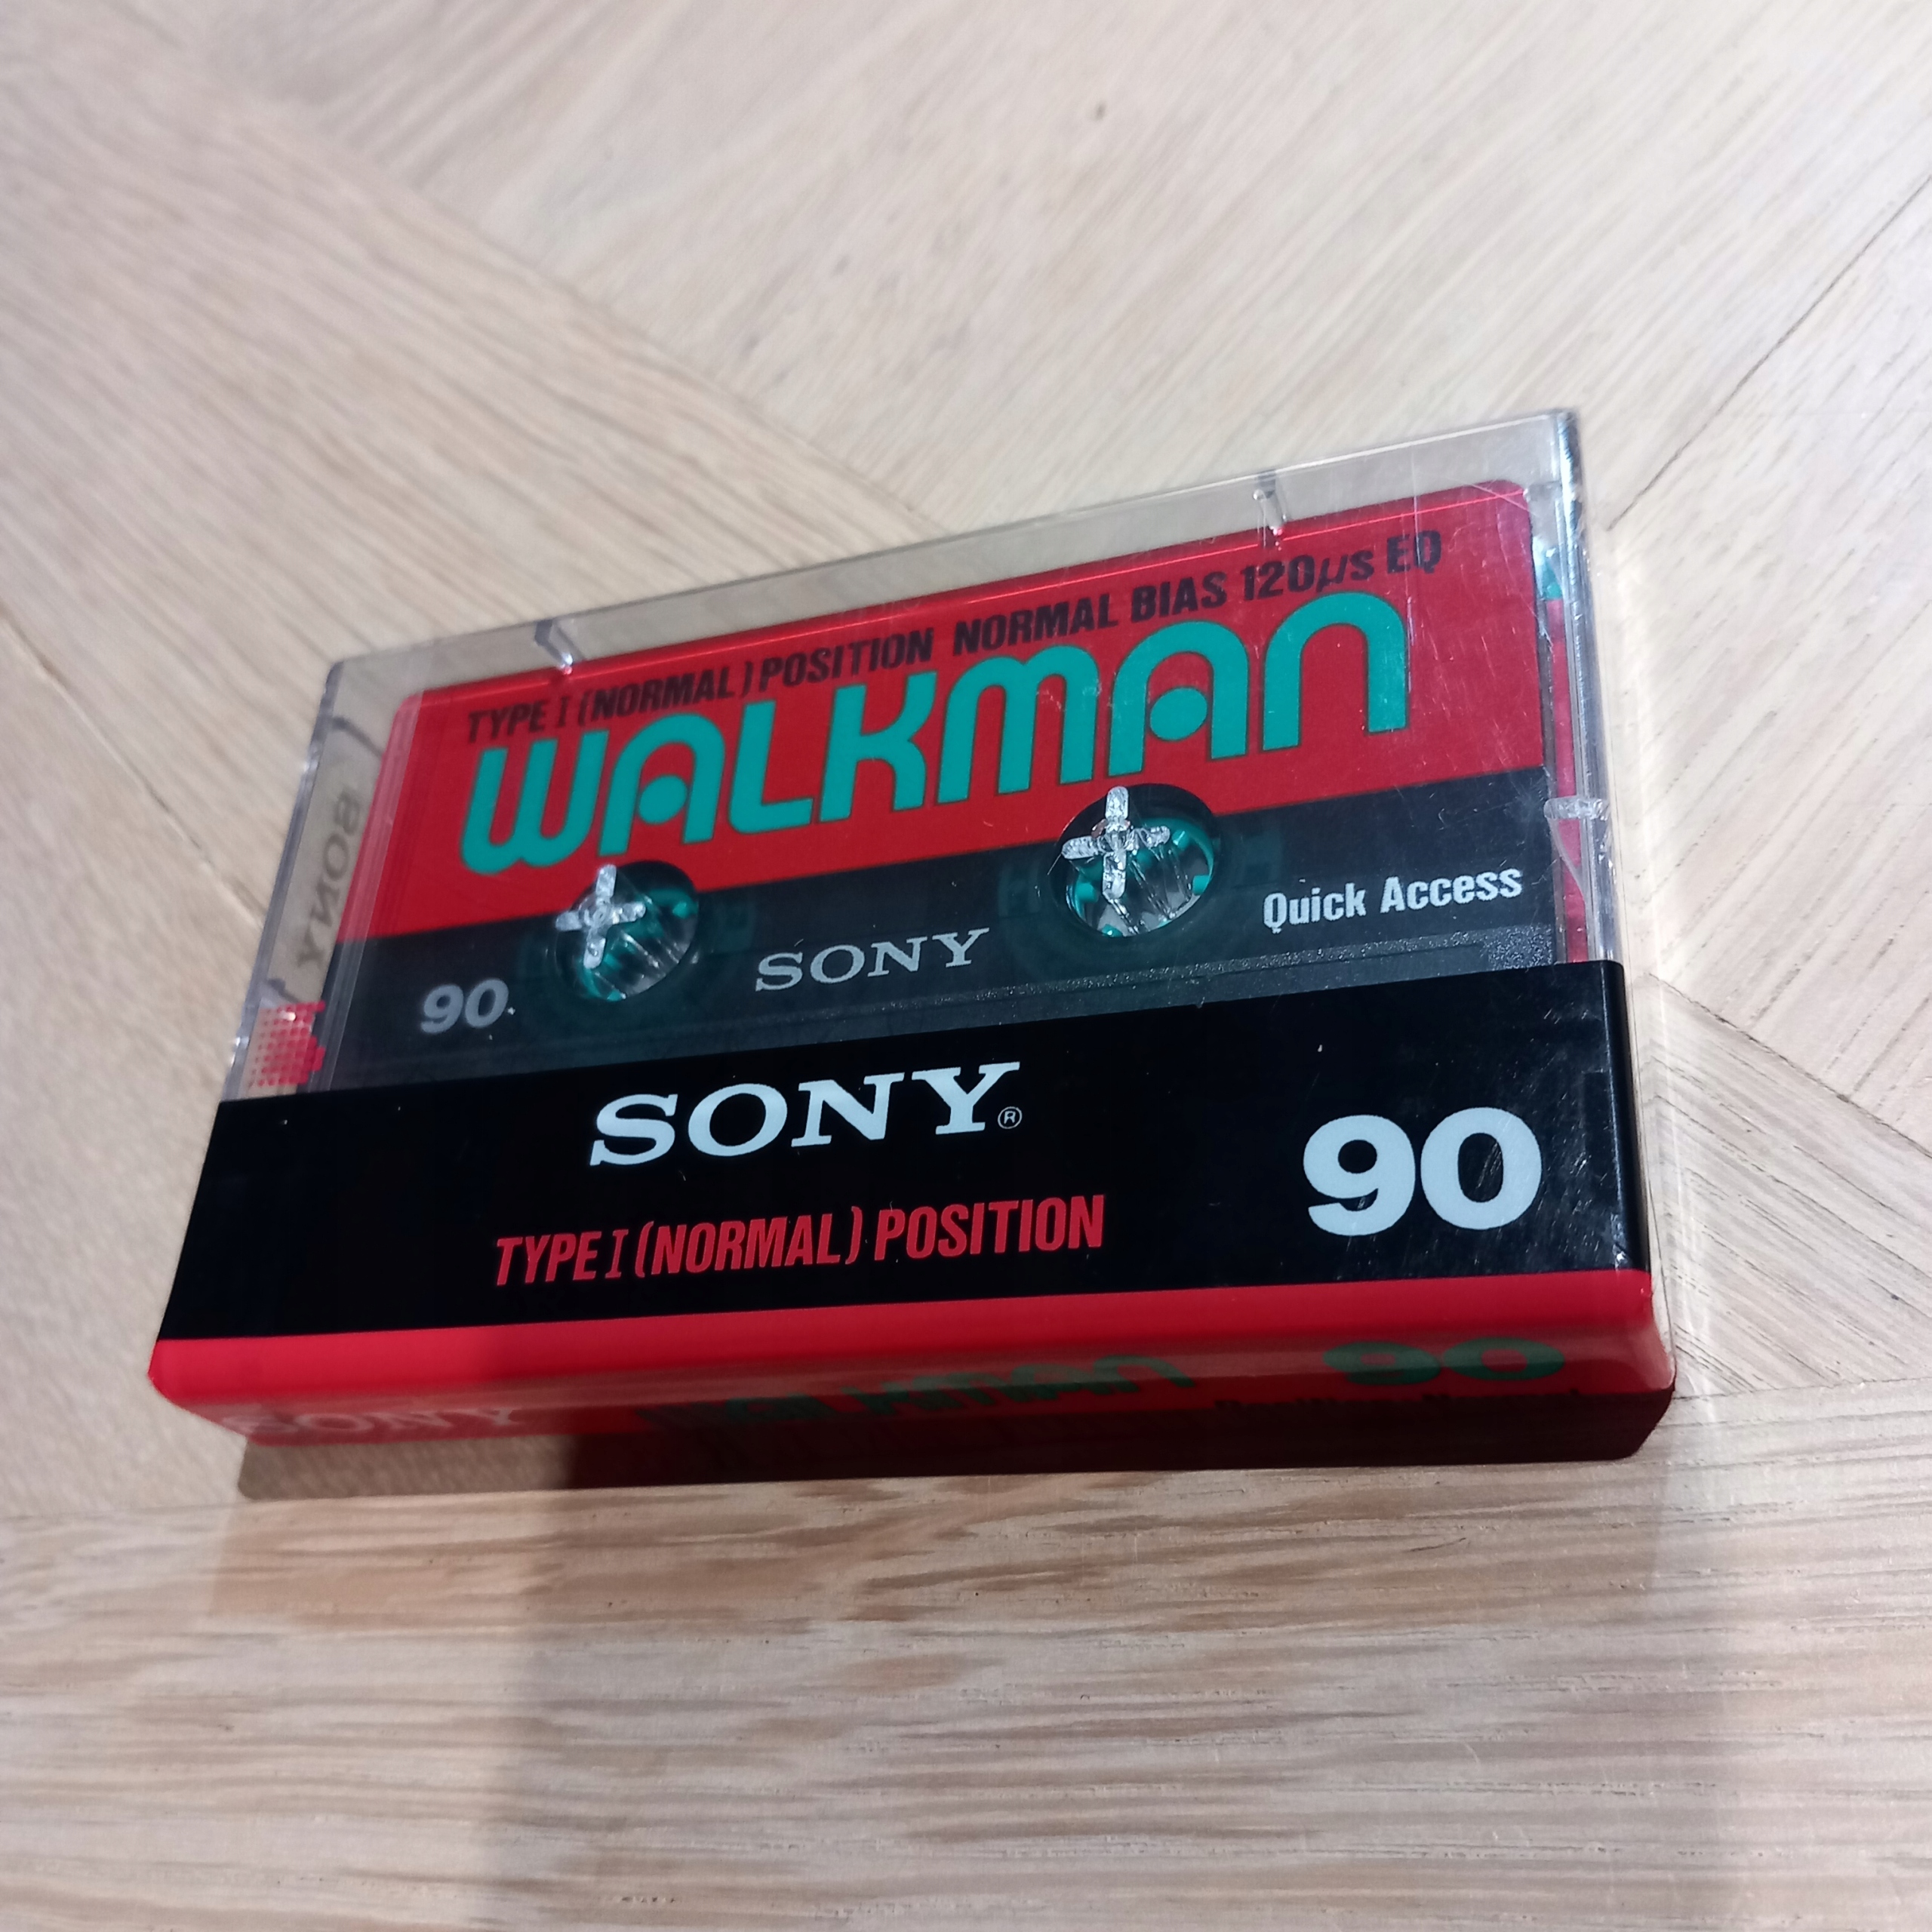 TYPE I (NORMAL) POSITION NORMAL BIAS 120μs EQ
WALKMAN
Quick Access
90
SONY
SONY®
90
TYPE I (NORMAL) POSITION
SONY WALKMAN 90
SONY